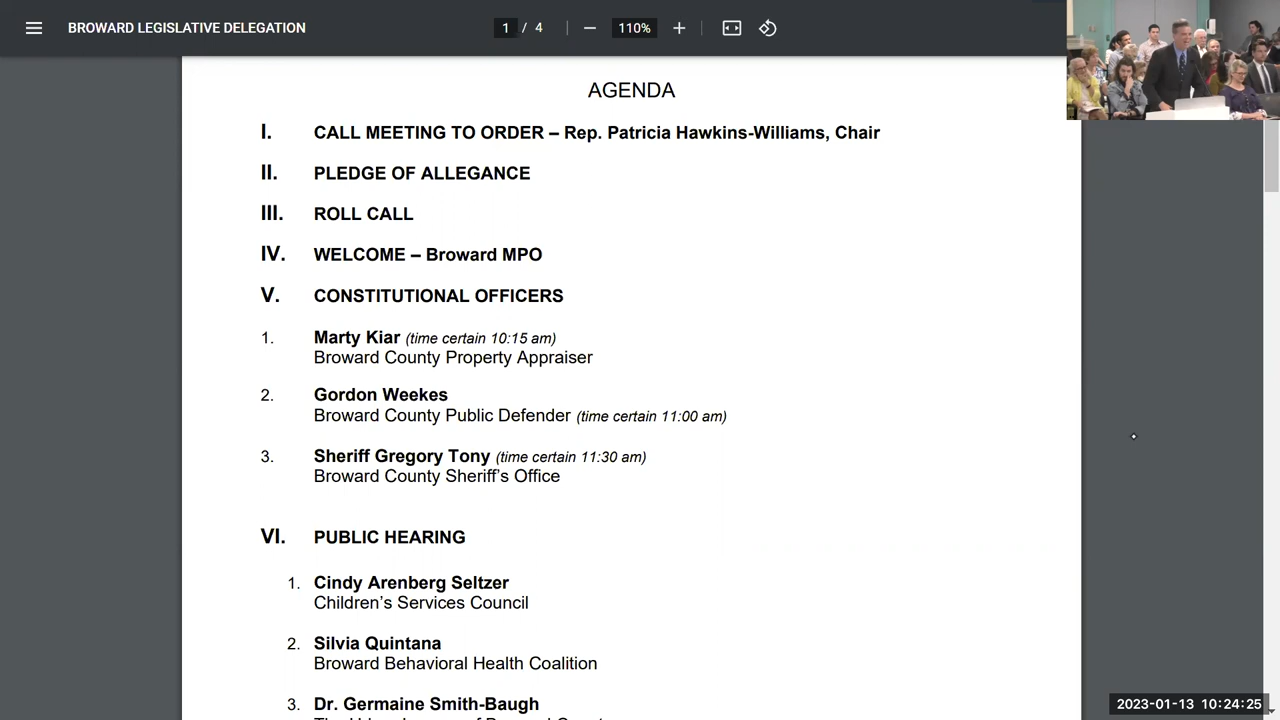 BROWARD LEGISLATIVE DELEGATION
1 / 4
110%
AGENDA
I. CALL MEETING TO ORDER – Rep. Patricia Hawkins-Williams, Chair
II. PLEDGE OF ALLEGANCE
III. ROLL CALL
IV. WELCOME – Broward MPO
V. CONSTITUTIONAL OFFICERS
1. Marty Kiar (time certain 10:15 am)
Broward County Property Appraiser
2. Gordon Weekes
Broward County Public Defender (time certain 11:00 am)
3. Sheriff Gregory Tony (time certain 11:30 am)
Broward County Sheriff's Office
VI. PUBLIC HEARING
1. Cindy Arenberg Seltzer
Children's Services Council
2. Silvia Quintana
Broward Behavioral Health Coalition
3. Dr. Germaine Smith-Baugh
2023-01-13 10:24:25